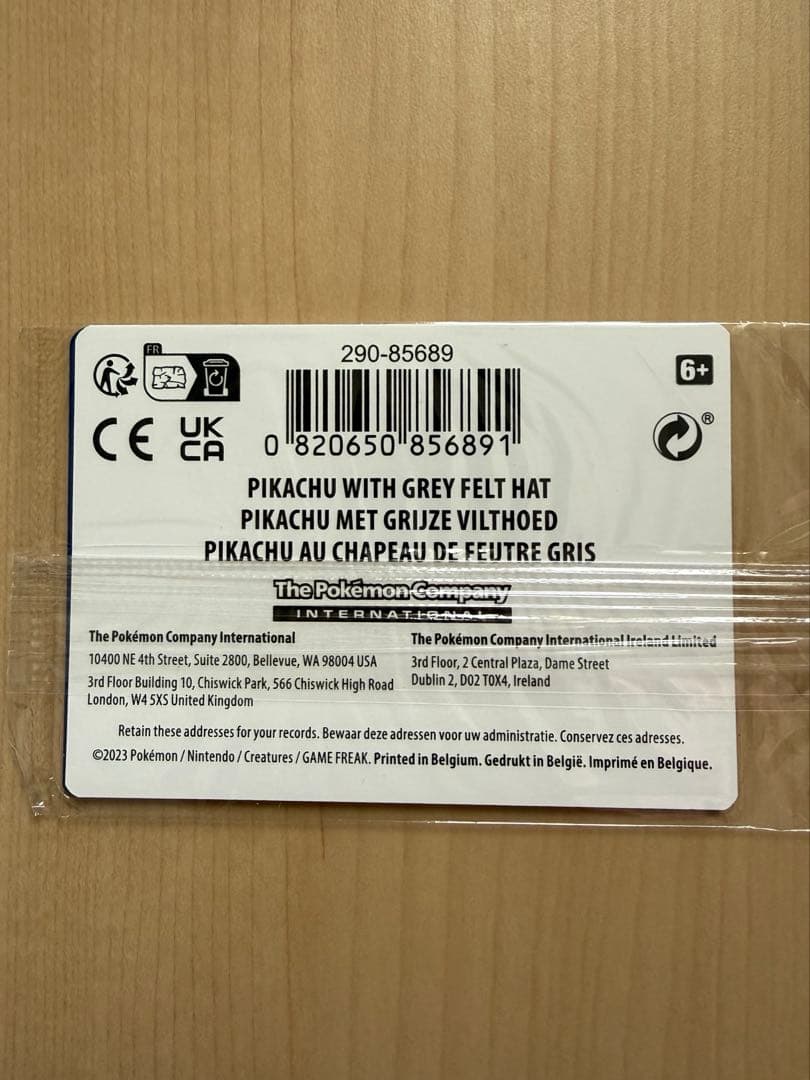 FR
290-85689
6+
CE
UK
CA
®
0 820650 856891
PIKACHU WITH GREY FELT HAT
PIKACHU MET GRIJZE VILTHOED
PIKACHU AU CHAPEAU DE FEUTRE GRIS
The Pokémon Company
INTERNATIONAL
The Pokémon Company International
10400 NE 4th Street, Suite 2800, Bellevue, WA 98004 USA
3rd Floor Building 10, Chiswick Park, 566 Chiswick High Road
London, W4 5XS United Kingdom
The Pokémon Company International Ireland Limited
3rd Floor, 2 Central Plaza, Dame Street
Dublin 2, D02 T0X4, Ireland
Retain these addresses for your records. Bewaar deze adressen voor uw administratie. Conservez ces adresses.
©2023 Pokémon / Nintendo / Creatures / GAME FREAK. Printed in Belgium. Gedrukt in België. Imprimé en Belgique.